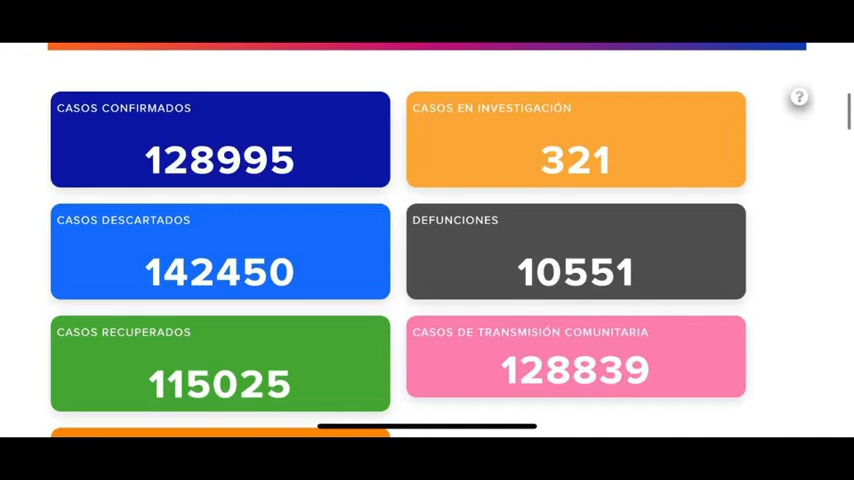 CASOS CONFIRMADOS
128995
CASOS EN INVESTIGACIÓN
321
?
CASOS DESCARTADOS
142450
DEFUNCIONES
10551
CASOS RECUPERADOS
115025
CASOS DE TRANSMISIÓN COMUNITARIA
128839